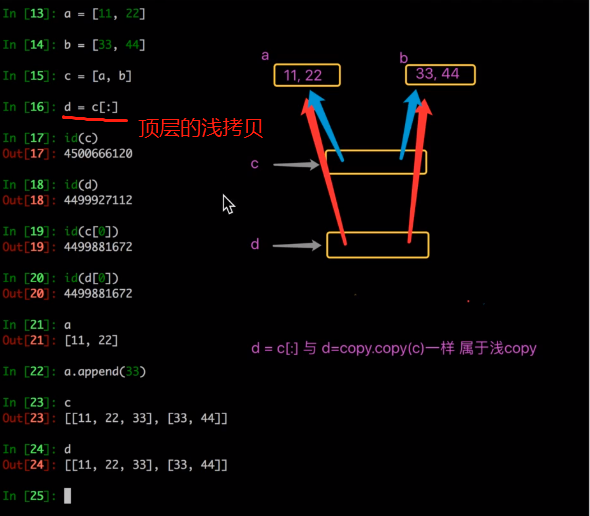 In [13]: a = [11, 22]
In [14]: b = [33, 44]
In [15]: c = [a, b]
In [16]: d = c[:]
顶层的浅拷贝
In [17]: id(c)
Out[17]: 4500666120
In [18]: id(d)
Out[18]: 4499927112
In [19]: id(c[0])
Out[19]: 4499881672
In [20]: id(d[0])
Out[20]: 4499881672
In [21]: a
Out[21]: [11, 22]
In [22]: a.append(33)
In [23]: c
Out[23]: [[11, 22, 33], [33, 44]]
In [24]: d
Out[24]: [[11, 22, 33], [33, 44]]
In [25]:
a
b
11, 22
33, 44
c
d
d = c[:] 与 d=copy.copy(c)一样 属于浅copy